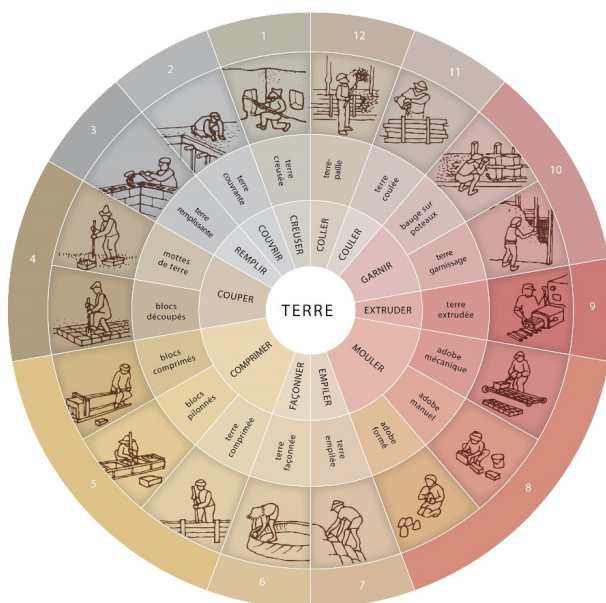 1
2
3
4
5
6
7
8
9
10
11
12
TERRE
CREUSER
COUVRIR
REMPLIR
COUPER
COMPRIMER
FAÇONNER
EMPILER
MOULER
EXTRUDER
GARNIR
COULER
COLLER
terre
creusée
terre
couvrante
terre
remplissante
mottes
de terre
blocs
découpés
blocs
comprimés
blocs
pilonnés
terre
comprimée
terre
façonnée
terre
empilée
adobe
formé
adobe
manuel
adobe
mécanique
terre
extrudée
terre
garnissage
bauge sur
poteaux
terre
coulée
terre-
paille